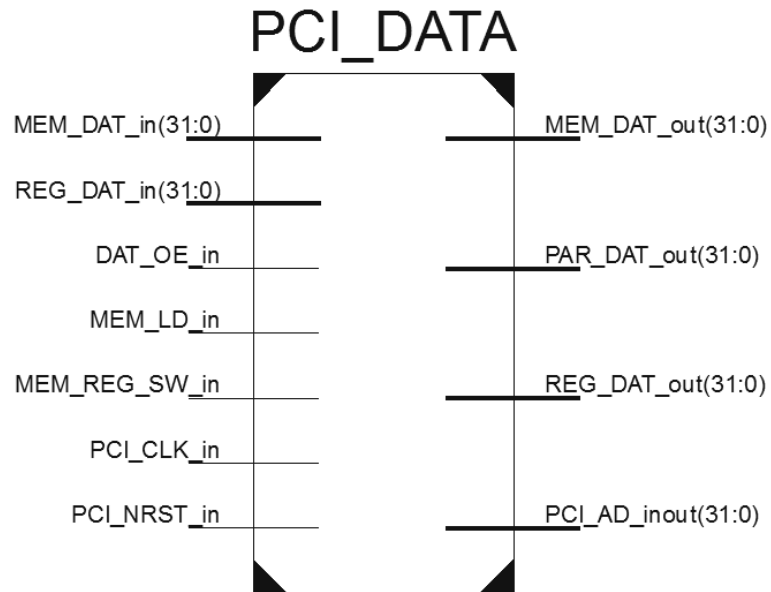 PCI_DATA
MEM_DAT_in(31:0)
MEM_DAT_out(31:0)
REG_DAT_in(31:0)
DAT_OE_in
PAR_DAT_out(31:0)
MEM_LD_in
MEM_REG_SW_in
REG_DAT_out(31:0)
PCI_CLK_in
PCI_NRST_in
PCI_AD_inout(31:0)